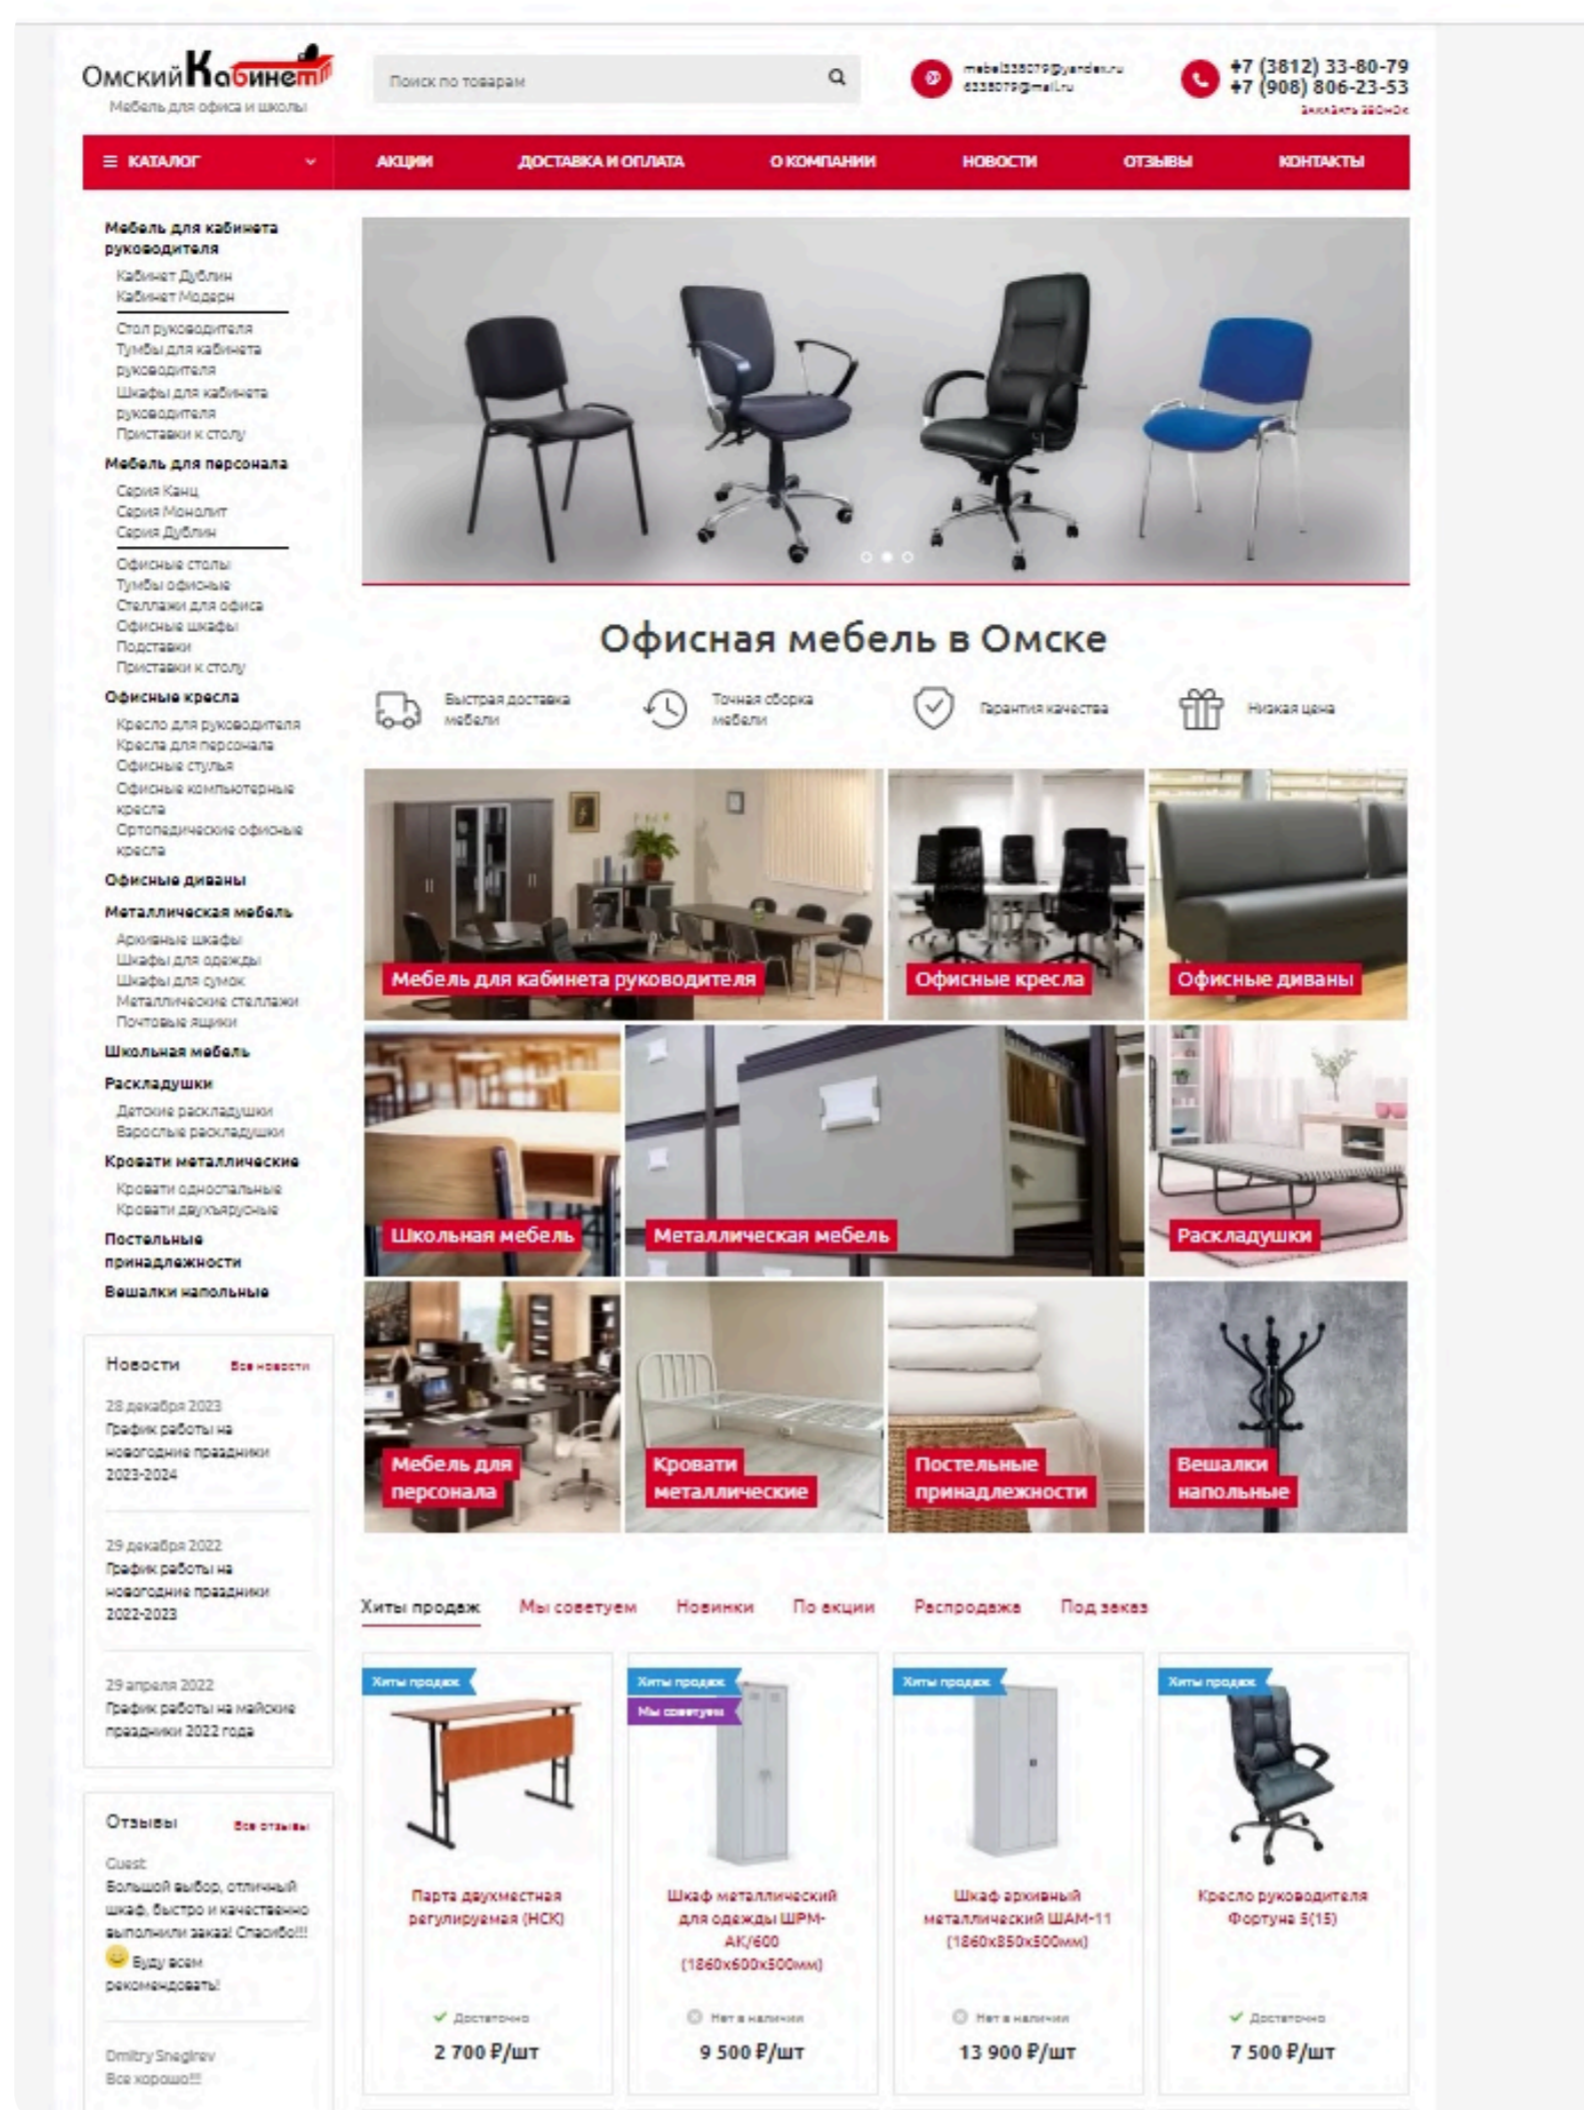 ОмскийКабинет
Мебель для офиса и школы
Поиск по товарам
mebel338079@yandex.ru
6338079@mail.ru
+7 (3812) 33-80-79
+7 (908) 806-23-53
ЗАКАЗАТЬ ЗВОНОК
КАТАЛОГ
АКЦИИ
ДОСТАВКА И ОПЛАТА
О КОМПАНИИ
НОВОСТИ
ОТЗЫВЫ
КОНТАКТЫ
Мебель для кабинета
руководителя
Кабинет Дублин
Кабинет Модерн
Стол руководителя
Тумбы для кабинета
руководителя
Шкафы для кабинета
руководителя
Приставки к столу
Мебель для персонала
Серия Канц
Серия Монолит
Серия Дублин
Офисные столы
Тумбы офисные
Стеллажи для офиса
Офисные шкафы
Подставки
Приставки к столу
Офисные кресла
Кресло для руководителя
Кресла для персонала
Офисные стулья
Офисные компьютерные
кресла
Ортопедические офисные
кресла
Офисные диваны
Металлическая мебель
Архивные шкафы
Шкафы для одежды
Шкафы для сумок
Металлические стеллажи
Почтовые ящики
Школьная мебель
Раскладушки
Детские раскладушки
Взрослые раскладушки
Кровати металлические
Кровати односпальные
Кровати двухъярусные
Постельные
принадлежности
Вешалки напольные
Новости
Все новости
28 декабря 2023
График работы на
новогодние праздники
2023-2024
29 декабря 2022
График работы на
новогодние праздники
2022-2023
29 апреля 2022
График работы на майские
праздники 2022 года
Отзывы
Все отзывы
Guest
Большой выбор, отличный
шкаф, быстро и качественно
выполнили заказ! Спасибо!!!
Буду всем
рекомендовать!
Dmitry Snegirev
Все хорошо!!!
Офисная мебель в Омске
Быстрая доставка
мебели
Точная сборка
мебели
Гарантия качества
Низкая цена
Мебель для кабинета руководителя
Офисные кресла
Офисные диваны
Школьная мебель
Металлическая мебель
Раскладушки
Мебель для
персонала
Кровати
металлические
Постельные
принадлежности
Вешалки
напольные
Хиты продаж
Мы советуем
Новинки
По акции
Распродажа
Под заказ
Хиты продаж
Парта двухместная
регулируемая (НСК)
Достаточно
2 700 ₽/шт
Хиты продаж
Мы советуем
Шкаф металлический
для одежды ШРМ-
АК/600
(1860х600х500мм)
Нет в наличии
9 500 ₽/шт
Хиты продаж
Шкаф архивный
металлический ШАМ-11
(1860х850х500мм)
Нет в наличии
13 900 ₽/шт
Хиты продаж
Кресло руководителя
Фортуна 5(15)
Достаточно
7 500 ₽/шт